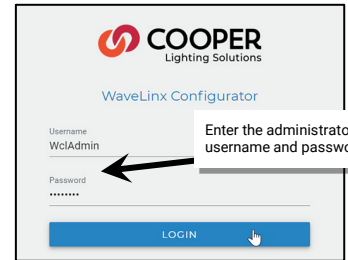 COOPER
Lighting Solutions
WaveLinx Configurator
Username
WclAdmin
Enter the administrato
username and passwo
Password
••••••••
LOGIN